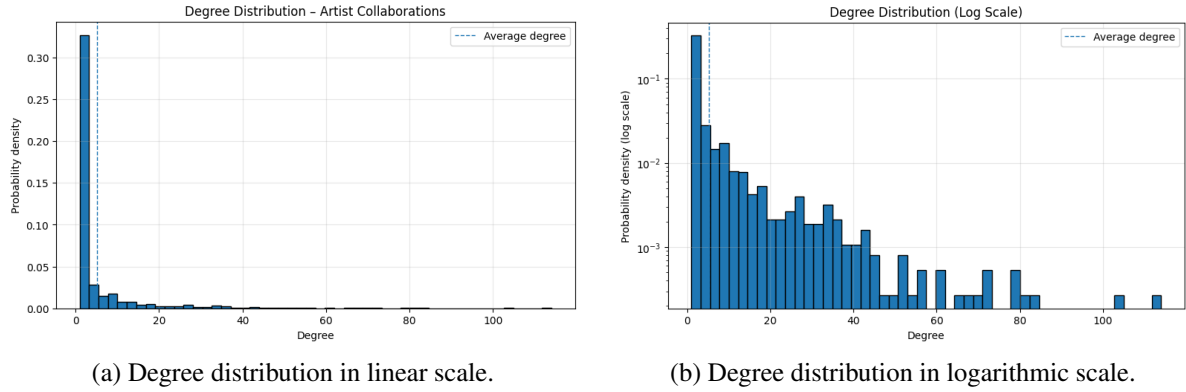 Degree Distribution – Artist Collaborations
Average degree
0.30
0.25
0.20
0.15
0.10
0.05
0.00
Probability density
0 20 40 60 80 100
Degree
(a) Degree distribution in linear scale.
Degree Distribution (Log Scale)
Average degree
10⁻¹
10⁻²
10⁻³
Probability density (log scale)
0 20 40 60 80 100
Degree
(b) Degree distribution in logarithmic scale.